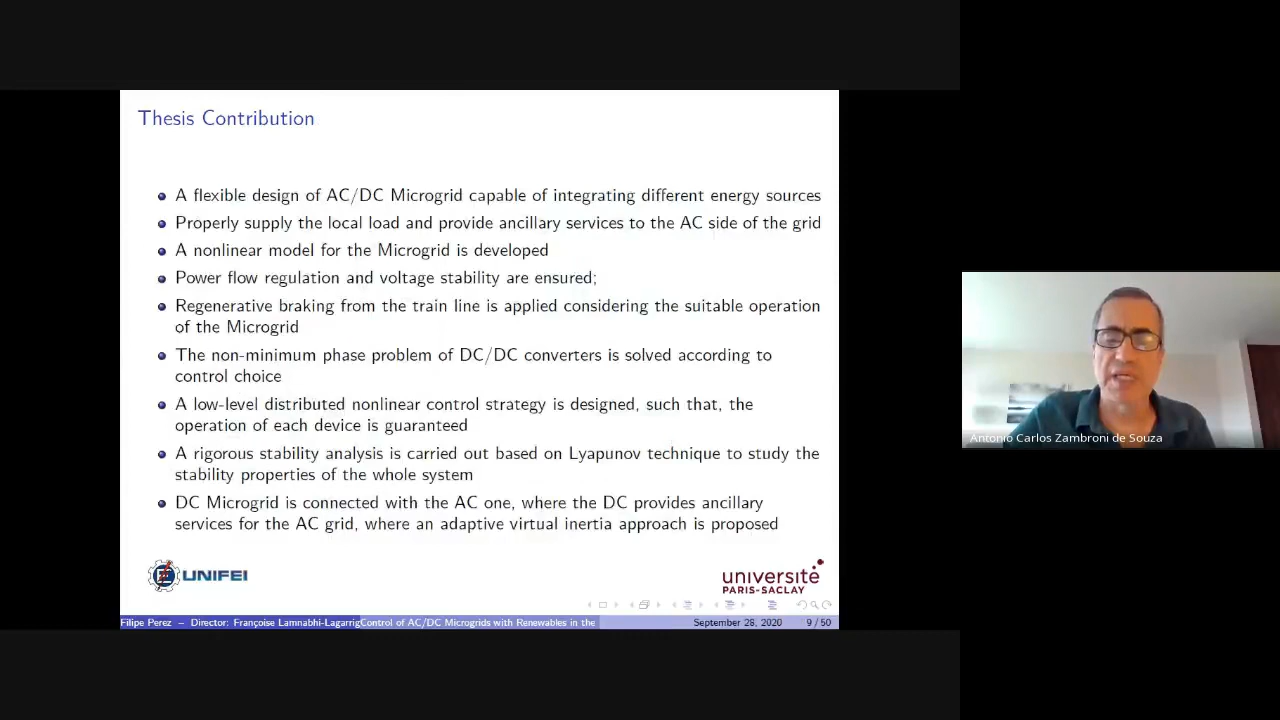 Thesis Contribution
A flexible design of AC/DC Microgrid capable of integrating different energy sources
Properly supply the local load and provide ancillary services to the AC side of the grid
A nonlinear model for the Microgrid is developed
Power flow regulation and voltage stability are ensured;
Regenerative braking from the train line is applied considering the suitable operation
of the Microgrid
The non-minimum phase problem of DC/DC converters is solved according to
control choice
A low-level distributed nonlinear control strategy is designed, such that, the
operation of each device is guaranteed
A rigorous stability analysis is carried out based on Lyapunov technique to study the
stability properties of the whole system
DC Microgrid is connected with the AC one, where the DC provides ancillary
services for the AC grid, where an adaptive virtual inertia approach is proposed
UNIFEI
université
PARIS-SACLAY
Filipe Perez – Director: Françoise Lamnabhi-Lagarrig
Control of AC/DC Microgrids with Renewables in the
September 28, 2020
9 / 50
Antonio Carlos Zambroni de Souza